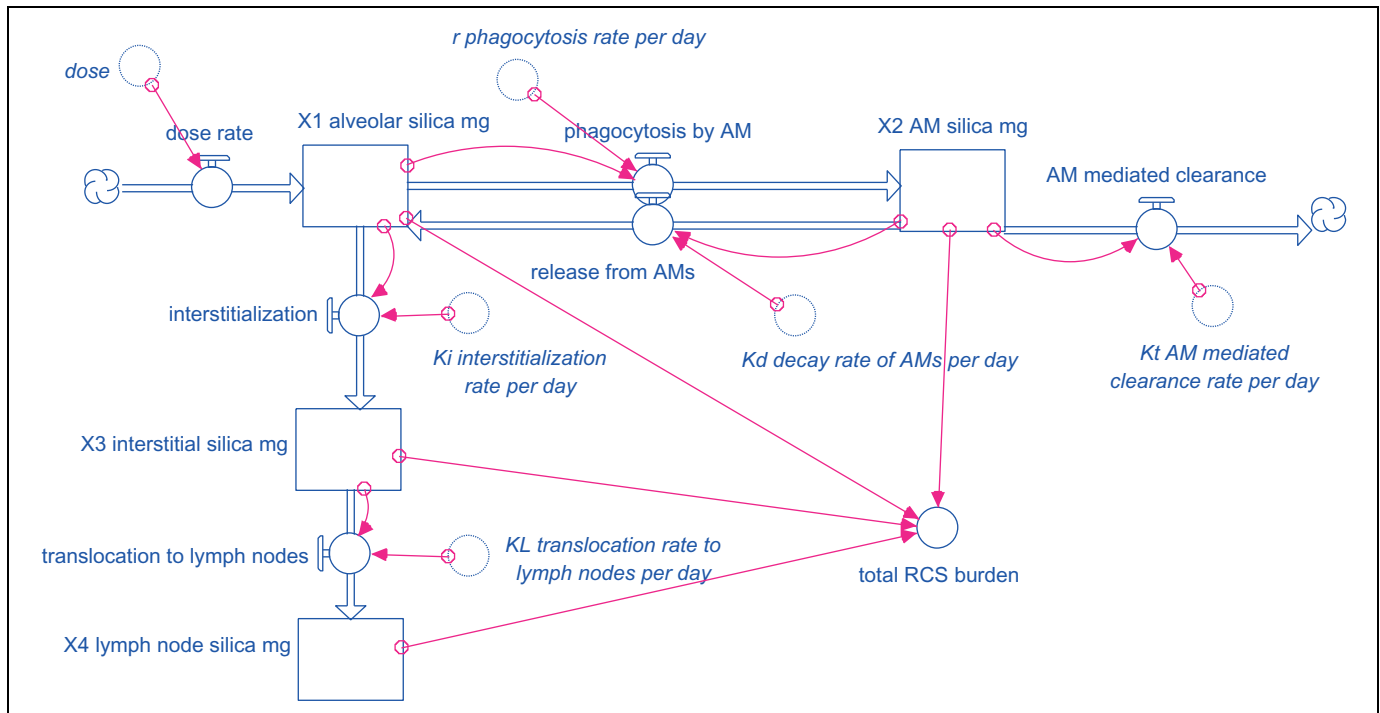 r phagocytosis rate per day
dose
X1 alveolar silica mg
X2 AM silica mg
dose rate
phagocytosis by AM
AM mediated clearance
release from AMs
interstitialization
Ki interstitialization
rate per day
Kd decay rate of AMs per day
Kt AM mediated
clearance rate per day
X3 interstitial silica mg
translocation to lymph nodes
KL translocation rate to
lymph nodes per day
total RCS burden
X4 lymph node silica mg